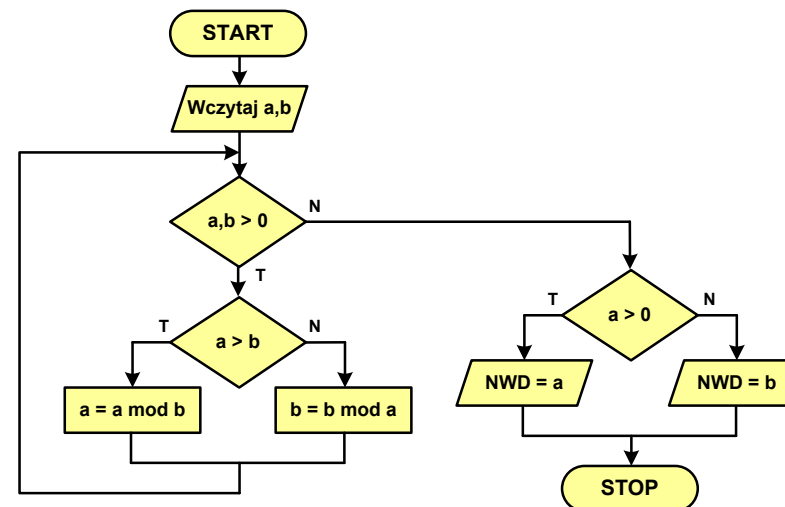 START
Wczytaj a,b
a,b > 0
N
T
a > b
T
N
a = a mod b
b = b mod a
a > 0
T
N
NWD = a
NWD = b
STOP